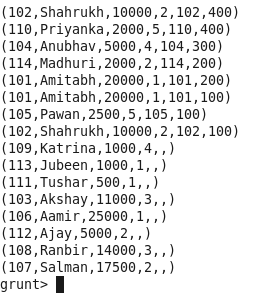 (102,Shahrukh,10000,2,102,400)
(110,Priyanka,2000,5,110,400)
(104,Anubhav,5000,4,104,300)
(114,Madhuri,2000,2,114,200)
(101,Amitabh,20000,1,101,200)
(101,Amitabh,20000,1,101,100)
(105,Pawan,2500,5,105,100)
(102,Shahrukh,10000,2,102,100)
(109,Katrina,1000,4,,)
(113,Jubeen,1000,1,,)
(111,Tushar,500,1,,)
(103,Akshay,11000,3,,)
(106,Aamir,25000,1,,)
(112,Ajay,5000,2,,)
(108,Ranbir,14000,3,,)
(107,Salman,17500,2,,)
grunt>